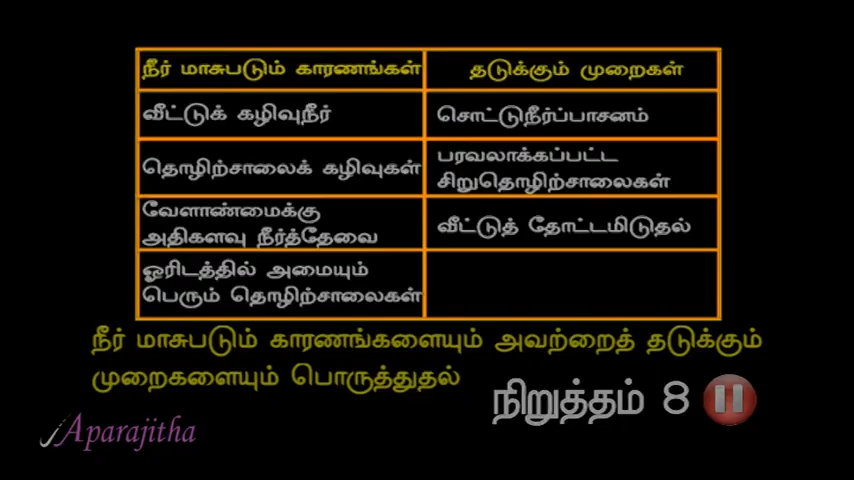 நீர் மாசுபடும் காரணங்கள் தடுக்கும் முறைகள்
வீட்டுக் கழிவுநீர் சொட்டுநீர்ப்பாசனம்
தொழிற்சாலைக் கழிவுகள் பரவலாக்கப்பட்ட
சிறுதொழிற்சாலைகள்
வேளாண்மைக்கு
அதிகளவு நீர்த்தேவை வீட்டுத் தோட்டமிடுதல்
ஓரிடத்தில் அமையும்
பெரும் தொழிற்சாலைகள்
நீர் மாசுபடும் காரணங்களையும் அவற்றைத் தடுக்கும்
முறைகளையும் பொருத்துதல்
நிறுத்தம் 8
Aparajitha